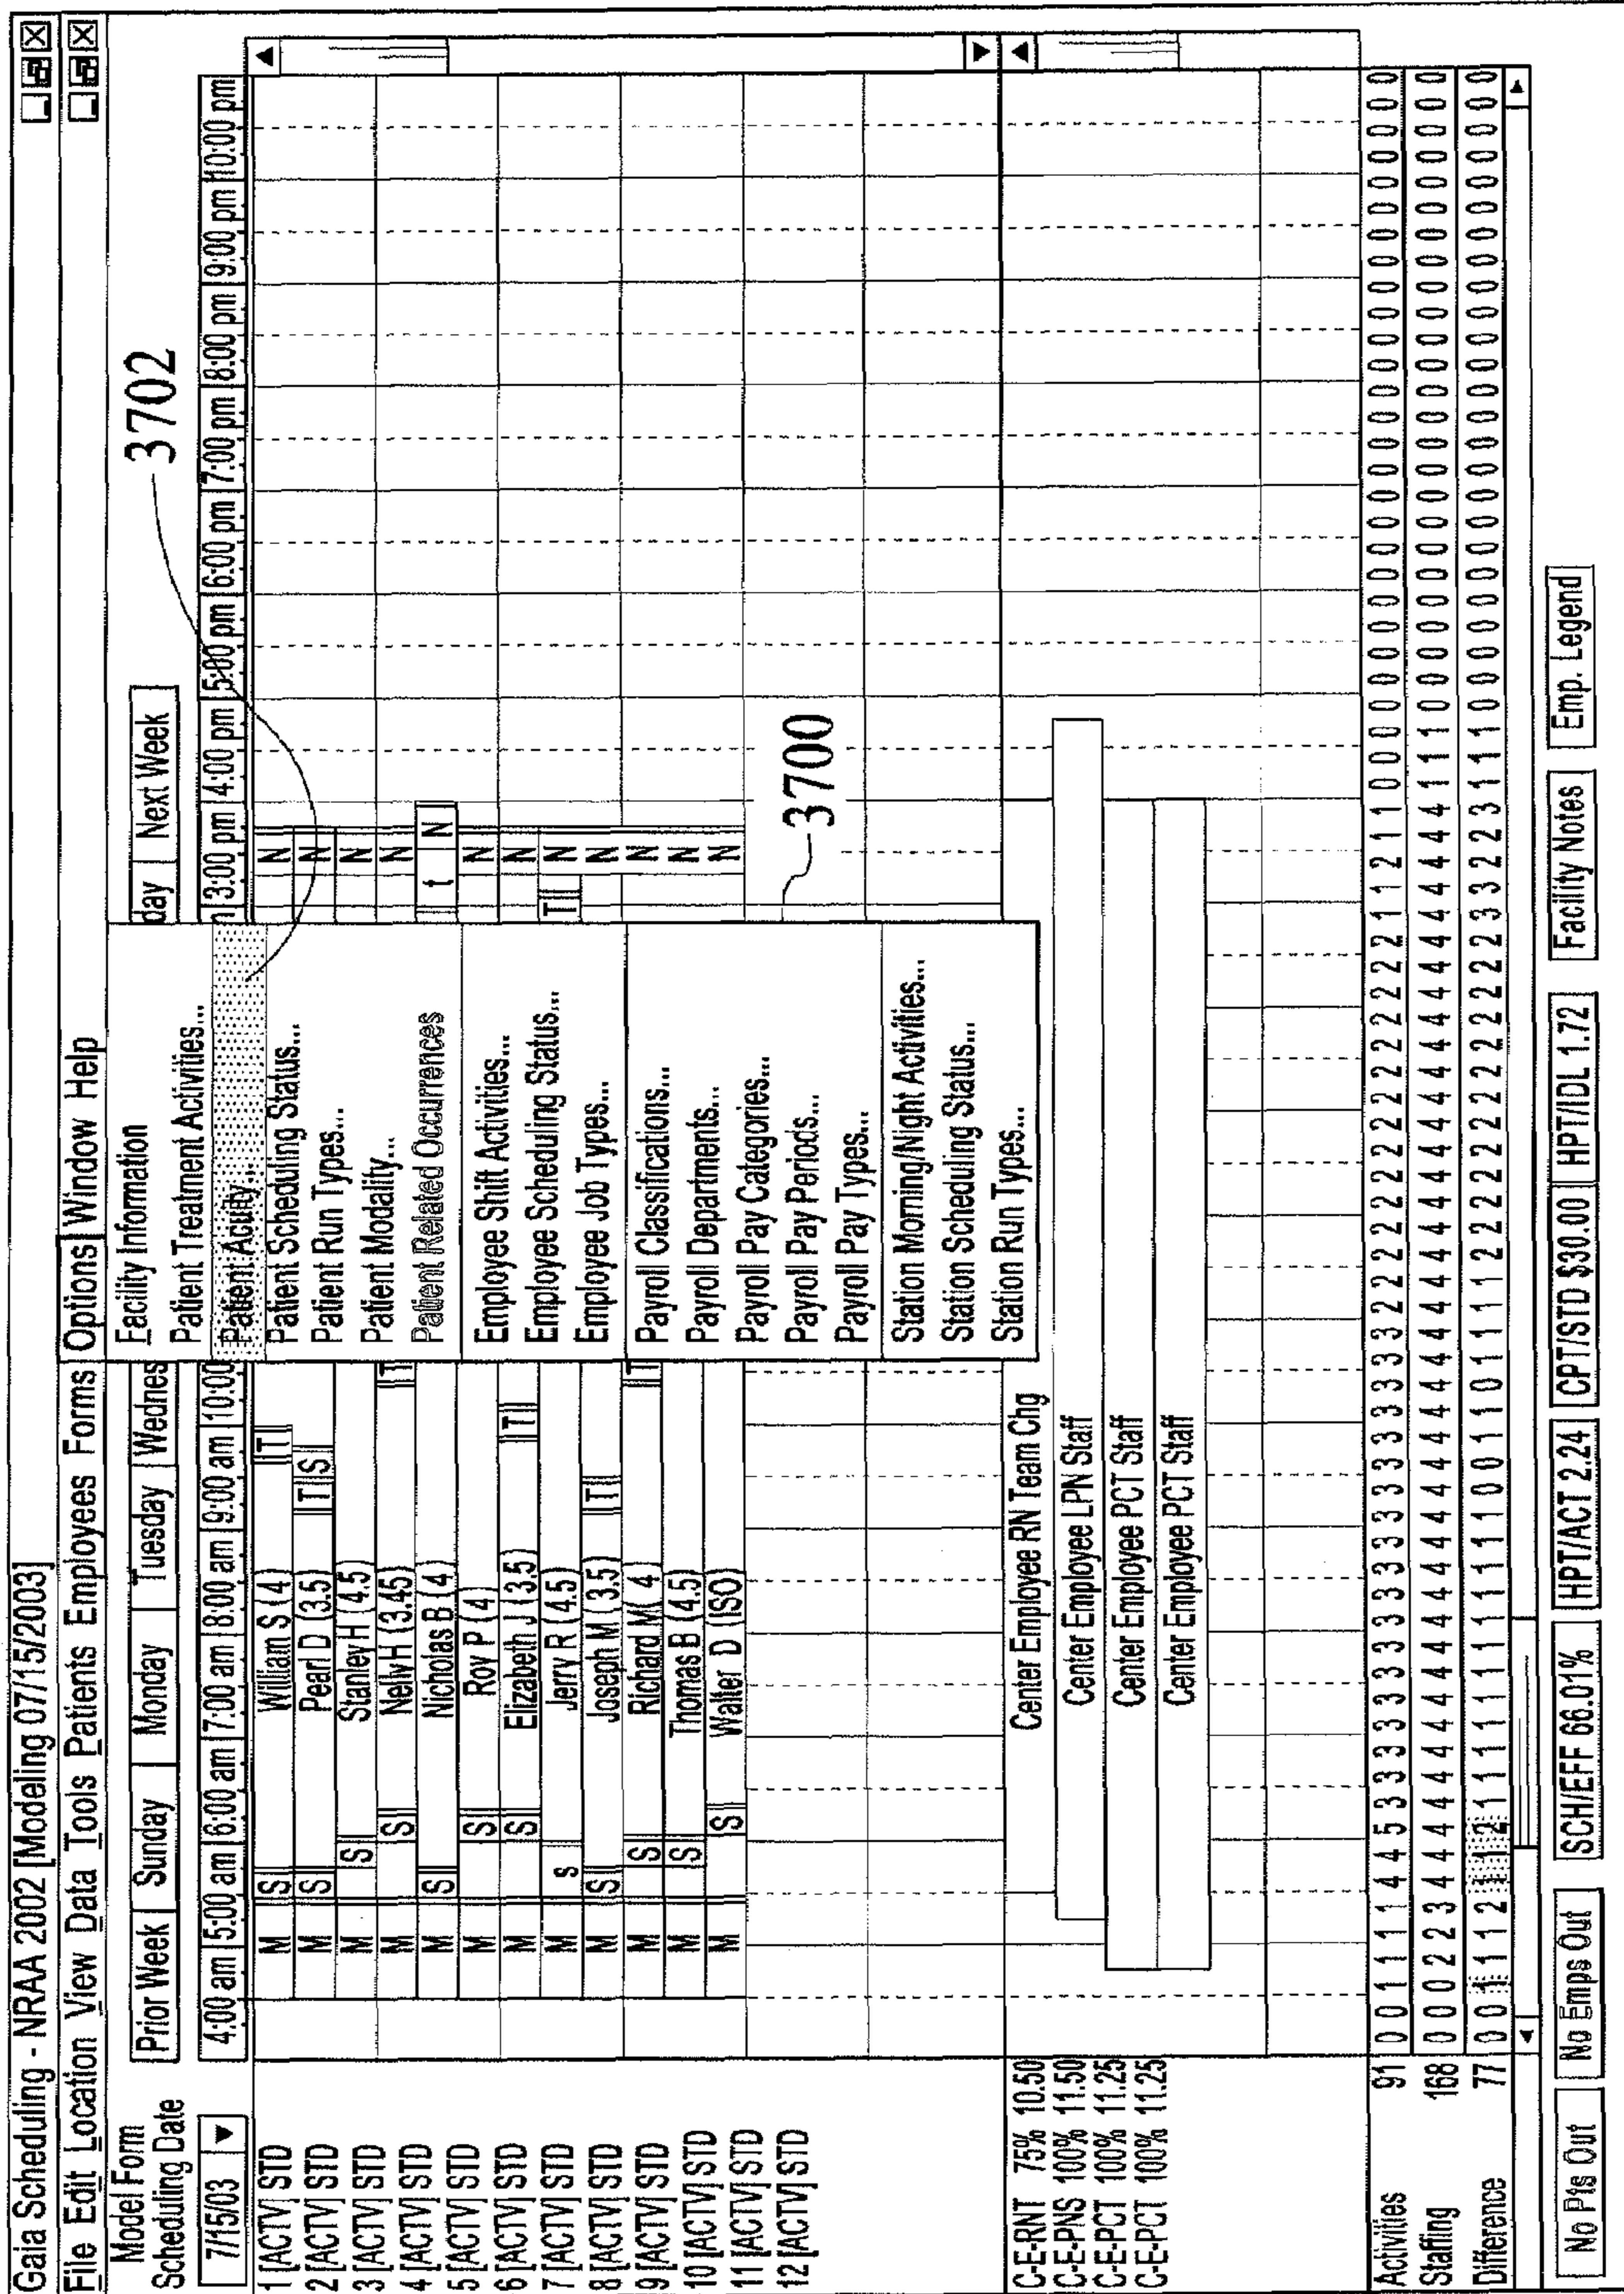 Gaia Scheduling - NRAA 2002 [Modeling 07/15/2003]
File Edit Location View Data Tools Patients Employees Forms Options Window Help
Model Form
Scheduling Date
7/15/03
Prior Week Sunday Monday Tuesday Wednes day Next Week
4:00 am 5:00 am 6:00 am 7:00 am 8:00 am 9:00 am 10:00 3:00 pm 4:00 pm 5:00 pm 6:00 pm 7:00 pm 8:00 pm 9:00 pm 10:00 pm
3702
Facility Information
Patient Treatment Activities...
Patient Acuity...
Patient Scheduling Status...
Patient Run Types...
Patient Modality...
Patient Related Occurrences
Employee Shift Activities...
Employee Scheduling Status...
Employee Job Types...
Payroll Classifications...
Payroll Departments...
Payroll Pay Categories...
Payroll Pay Periods...
Payroll Pay Types...
Station Morning/Night Activities...
Station Scheduling Status...
Station Run Types...
3700
1 [ACTV] STD M S William S (4) T N
2 [ACTV] STD M S Pearl D (3.5) T S N
3 [ACTV] STD M S Stanley H (4.5) N
4 [ACTV] STD M S Nelly H (3.45) T N
5 [ACTV] STD M S Nicholas B (4) t N
6 [ACTV] STD M S Roy P (4) N
7 [ACTV] STD M S Elizabeth J (3.5) T N
8 [ACTV] STD M s Jerry R (4.5) T N
9 [ACTV] STD M S Joseph M (3.5) T N
10 [ACTV] STD M S Richard M (4) T N
11 [ACTV] STD M S Thomas B (4.5) N
12 [ACTV] STD M S Walter D (ISO) N
C-E-RNT 75% 10.50 Center Employee RN Team Chg
C-E-PNS 100% 11.50 Center Employee LPN Staff
C-E-PCT 100% 11.25 Center Employee PCT Staff
C-E-PCT 100% 11.25 Center Employee PCT Staff
Activities 91
Staffing 168
Difference 77
No Pts Out No Emps Out SCH/EFF 66.01% HPT/ACT 2.24 CPT/STD $30.00 HPT/IDL 1.72 Facility Notes Emp. Legend